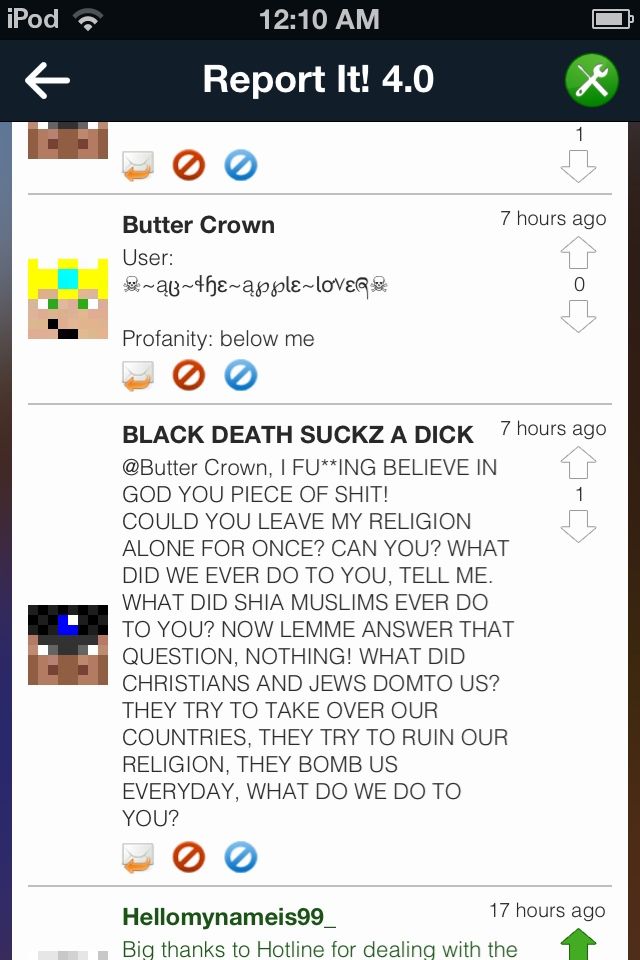 iPod 12:10 AM
Report It! 4.0
1
Butter Crown 7 hours ago
User:
0
Profanity: below me
BLACK DEATH SUCKZ A DICK 7 hours ago
@Butter Crown, I FU**ING BELIEVE IN
GOD YOU PIECE OF SHIT!
1
COULD YOU LEAVE MY RELIGION
ALONE FOR ONCE? CAN YOU? WHAT
DID WE EVER DO TO YOU, TELL ME.
WHAT DID SHIA MUSLIMS EVER DO
TO YOU? NOW LEMME ANSWER THAT
QUESTION, NOTHING! WHAT DID
CHRISTIANS AND JEWS DOMTO US?
THEY TRY TO TAKE OVER OUR
COUNTRIES, THEY TRY TO RUIN OUR
RELIGION, THEY BOMB US
EVERYDAY, WHAT DO WE DO TO
YOU?
Hellomynameis99_ 17 hours ago
Big thanks to Hotline for dealing with the